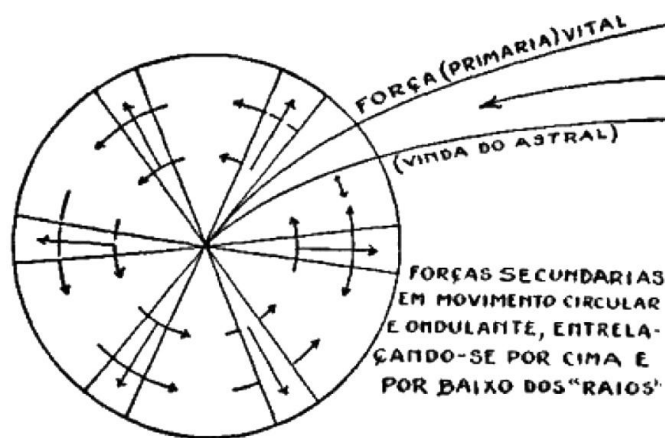 FORÇA (PRIMARIA) VITAL
(VINDA DO ASTRAL)
FORÇAS SECUNDARIAS
EM MOVIMENTO CIRCULAR
E ONDULANTE, ENTRELA-
ÇANDO-SE POR CIMA E
POR BAIXO DOS "RAIOS"